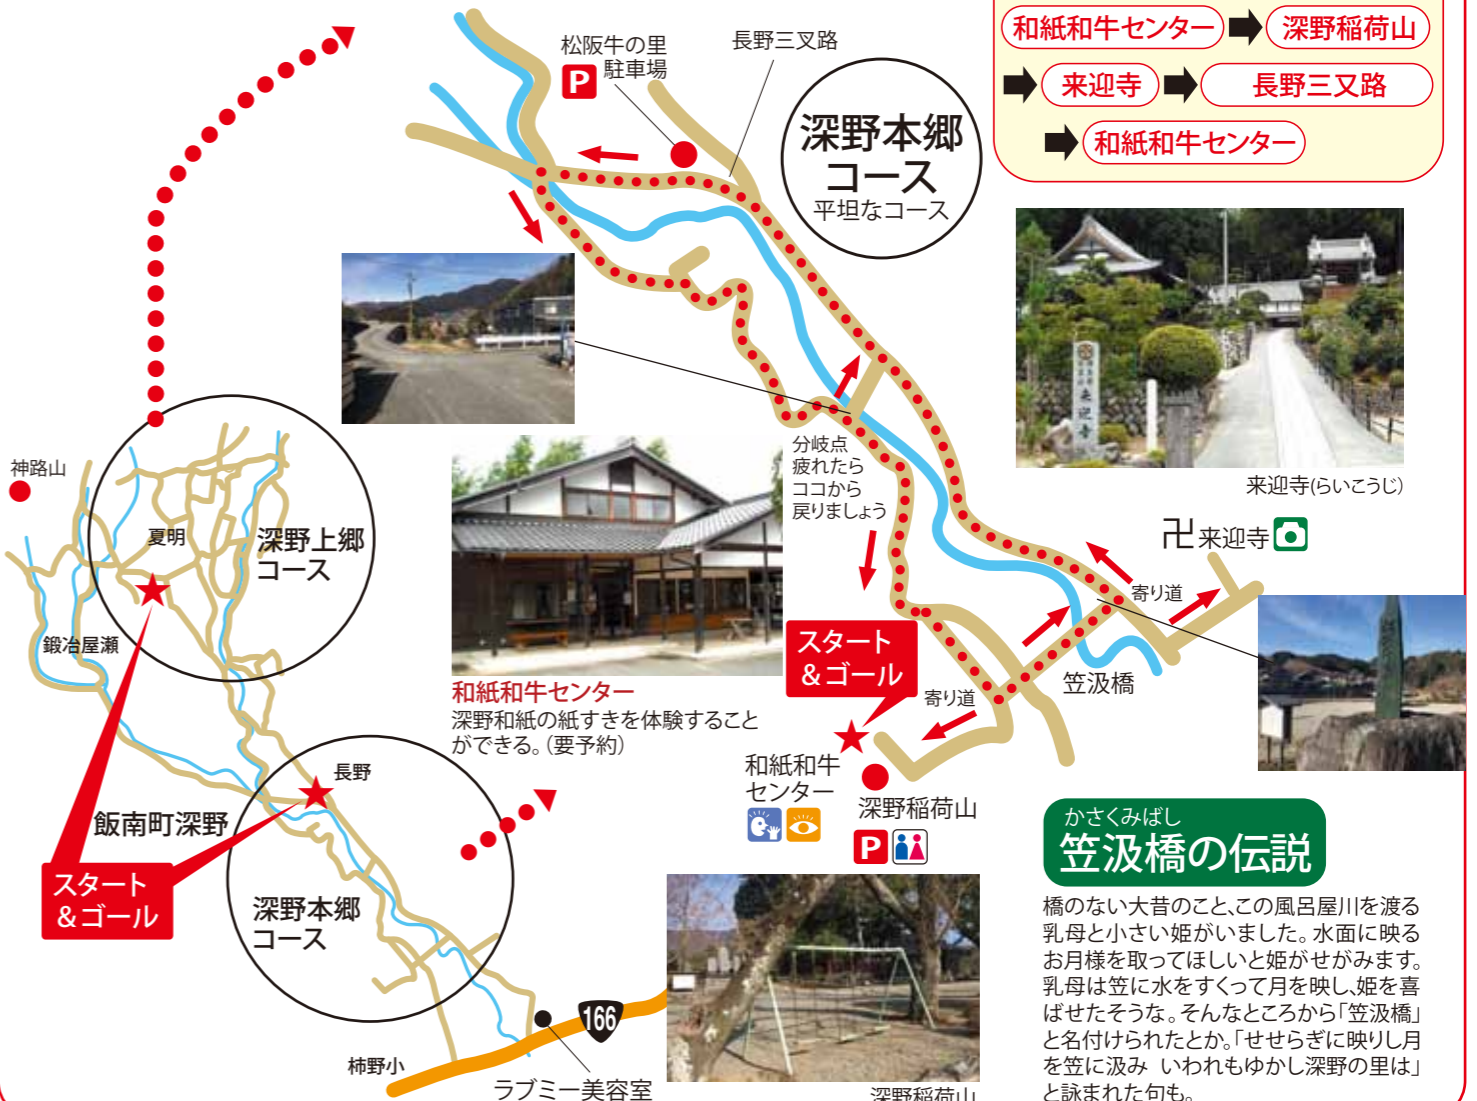 和紙和牛センター ➡ 深野稲荷山
➡ 来迎寺 ➡ 長野三又路
➡ 和紙和牛センター
松阪牛の里
駐車場
P
長野三叉路
深野本郷
コース
平坦なコース
来迎寺
来迎寺(らいこうじ)
卍来迎寺
分岐点
疲れたら
ココから
戻りましょう
寄り道
笠汲橋
スタート
&ゴール
寄り道
和紙和牛
センター
深野稲荷山
P
和紙和牛センター
深野和紙の紙すきを体験すること
ができる。(要予約)
神路山
夏明
深野上郷
コース
鍛冶屋瀬
長野
飯南町深野
スタート
&ゴール
深野本郷
コース
166
柿野小
ラブミー美容室
深野稲荷山
かさくみばし
笠汲橋の伝説
橋のない大昔のこと、この風呂屋川を渡る
乳母と小さい姫がいました。水面に映る
お月様を取ってほしいと姫がせがみます。
乳母は笠に水をすくって月を映し、姫を喜
ばせたそうな。そんなところから「笠汲橋」
と名付けられたとか。「せせらぎに映りし月
を笠に汲み いわれもゆかし深野の里は」
と詠まれた句も。